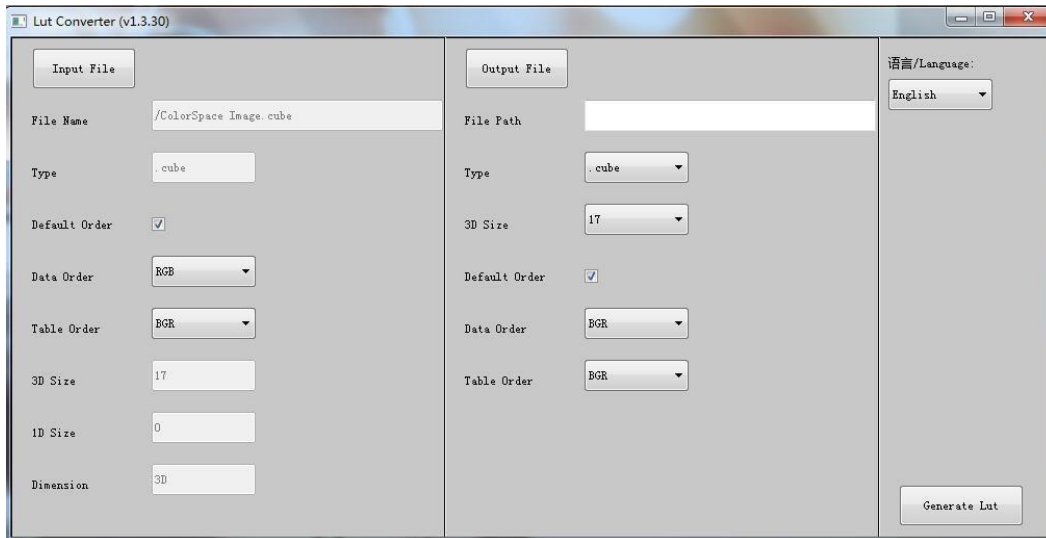 Lut Converter (v1.3.30)
Input File
File Name /ColorSpace Image.cube
Type .cube
Default Order
Data Order RGB
Table Order BGR
3D Size 17
1D Size 0
Dimension 3D
Output File
File Path
Type .cube
3D Size 17
Default Order
Data Order BGR
Table Order BGR
语言/Language:
English
Generate Lut